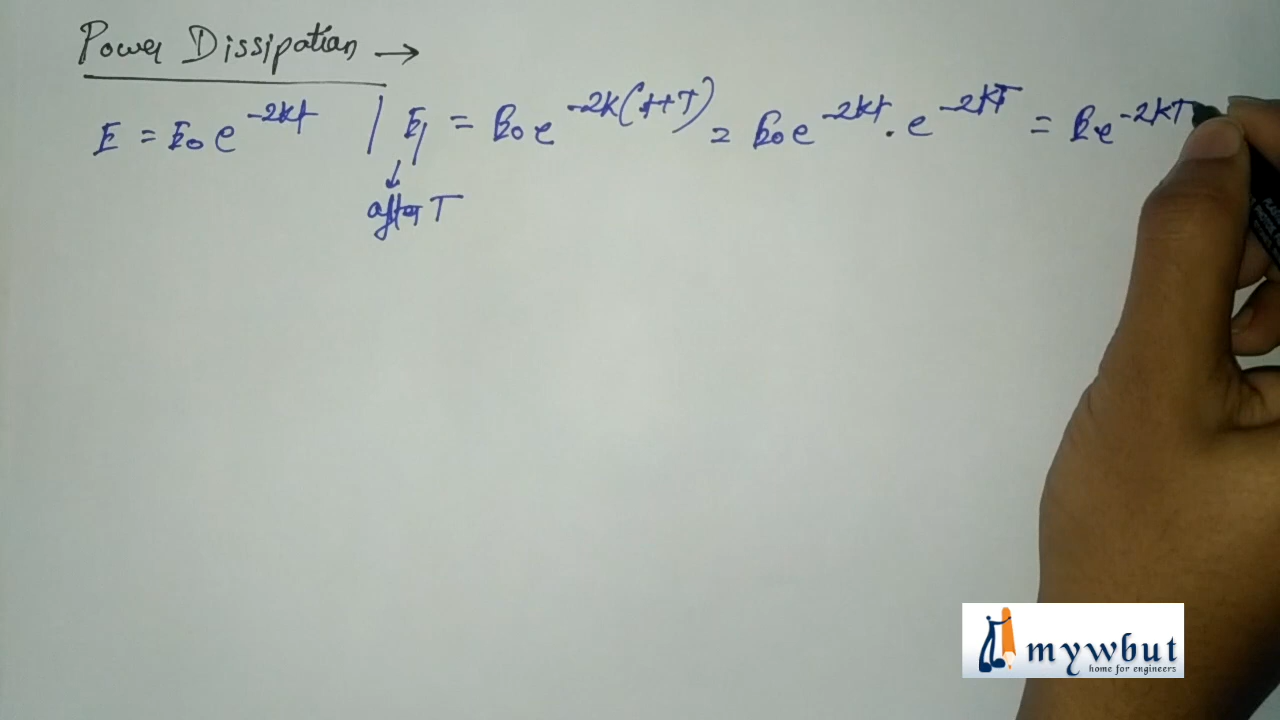 Power Dissipation →
E = E₀e^-2kt | E₁ = E₀e^-2k(t+T) = E₀e^-2kt . e^-2kT = Ee^-2kT
↓
after T
mywbut
home for engineers